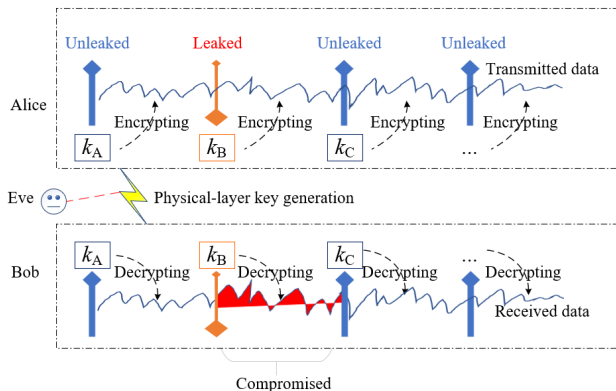 Unleaked Leaked Unleaked Unleaked
Transmitted data
Alice
Encrypting Encrypting Encrypting Encrypting
kA kB kC ...
Eve
Physical-layer key generation
kA kB kC ...
Bob
Decrypting Decrypting Decrypting Decrypting
Received data
Compromised